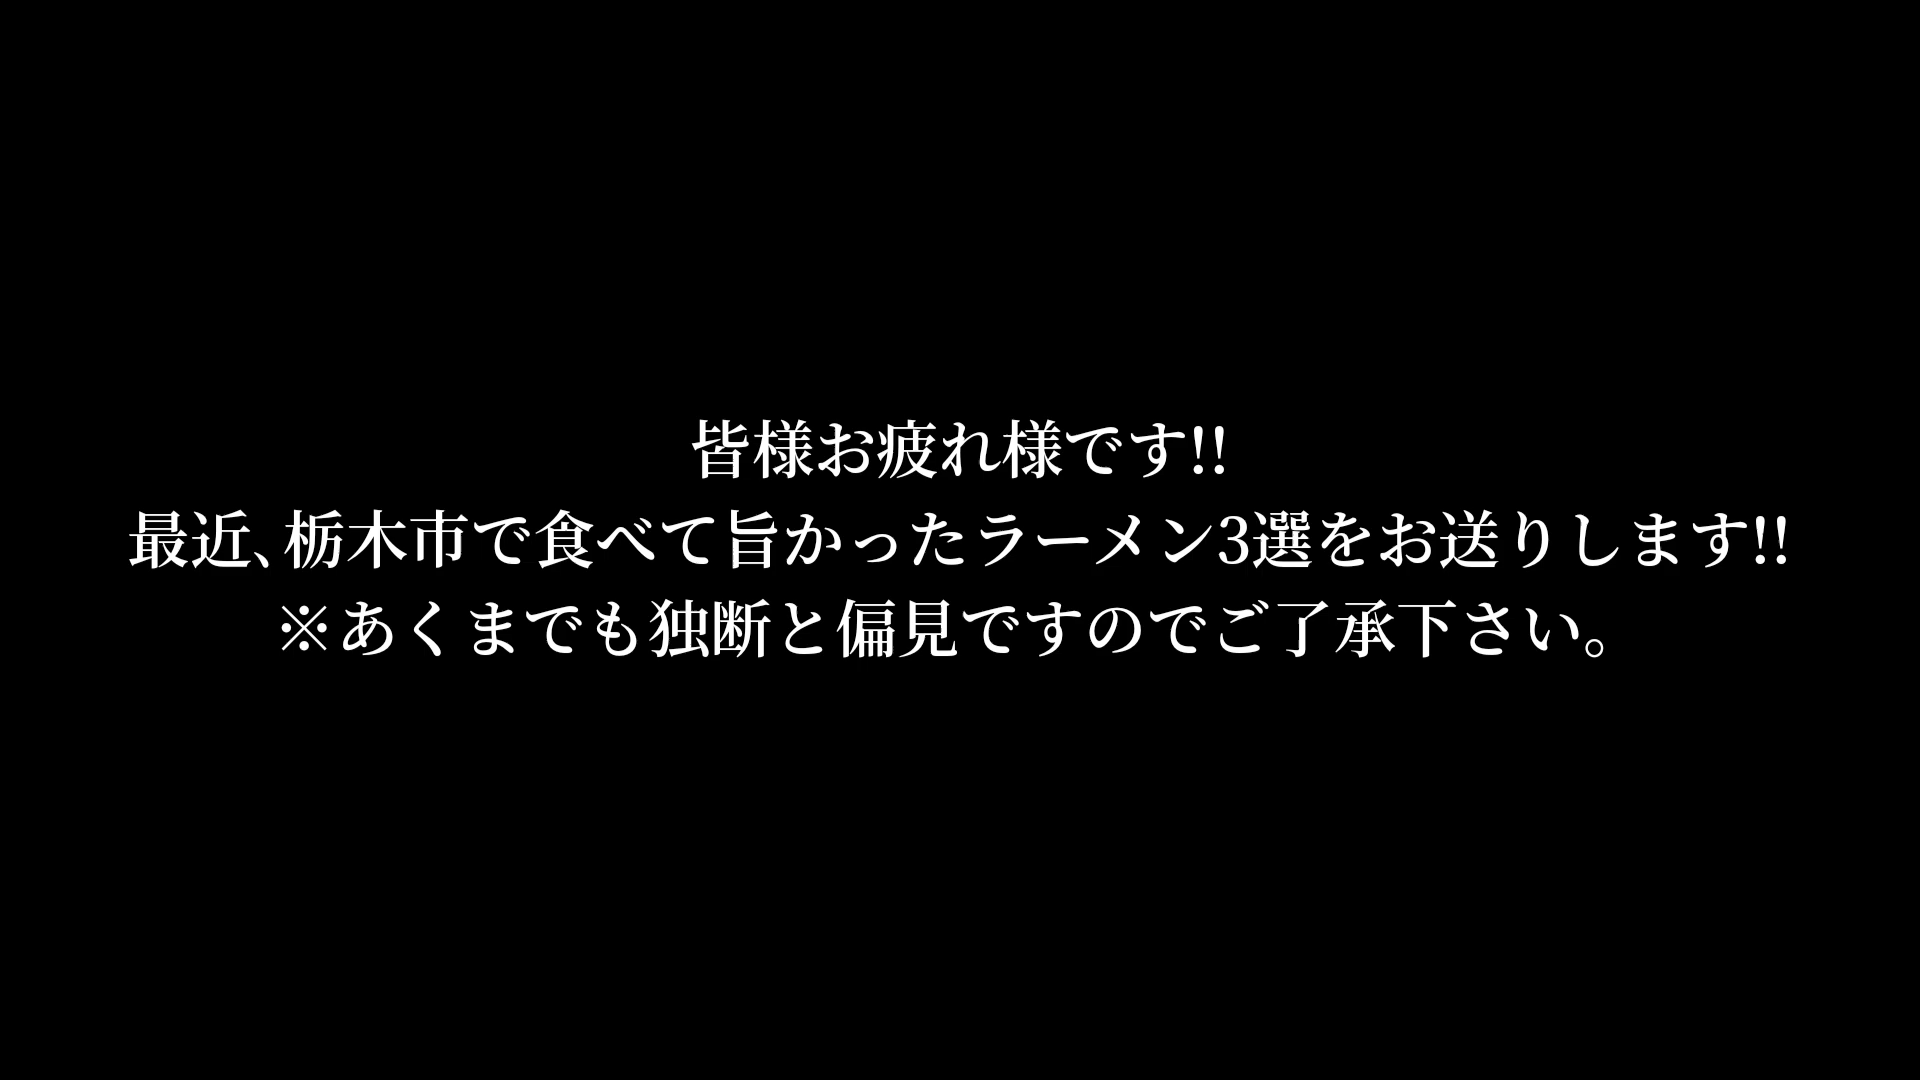 皆様お疲れ様です!!
最近、栃木市で食べて旨かったラーメン3選をお送りします!!
※あくまでも独断と偏見ですのでご了承下さい。